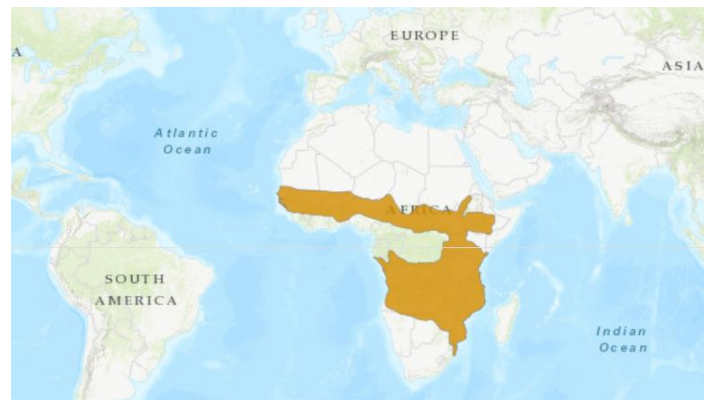 EUROPE
A
ASIA
Atlantic
Ocean
AFRICA
SOUTH
AMERICA
Indian
Ocean